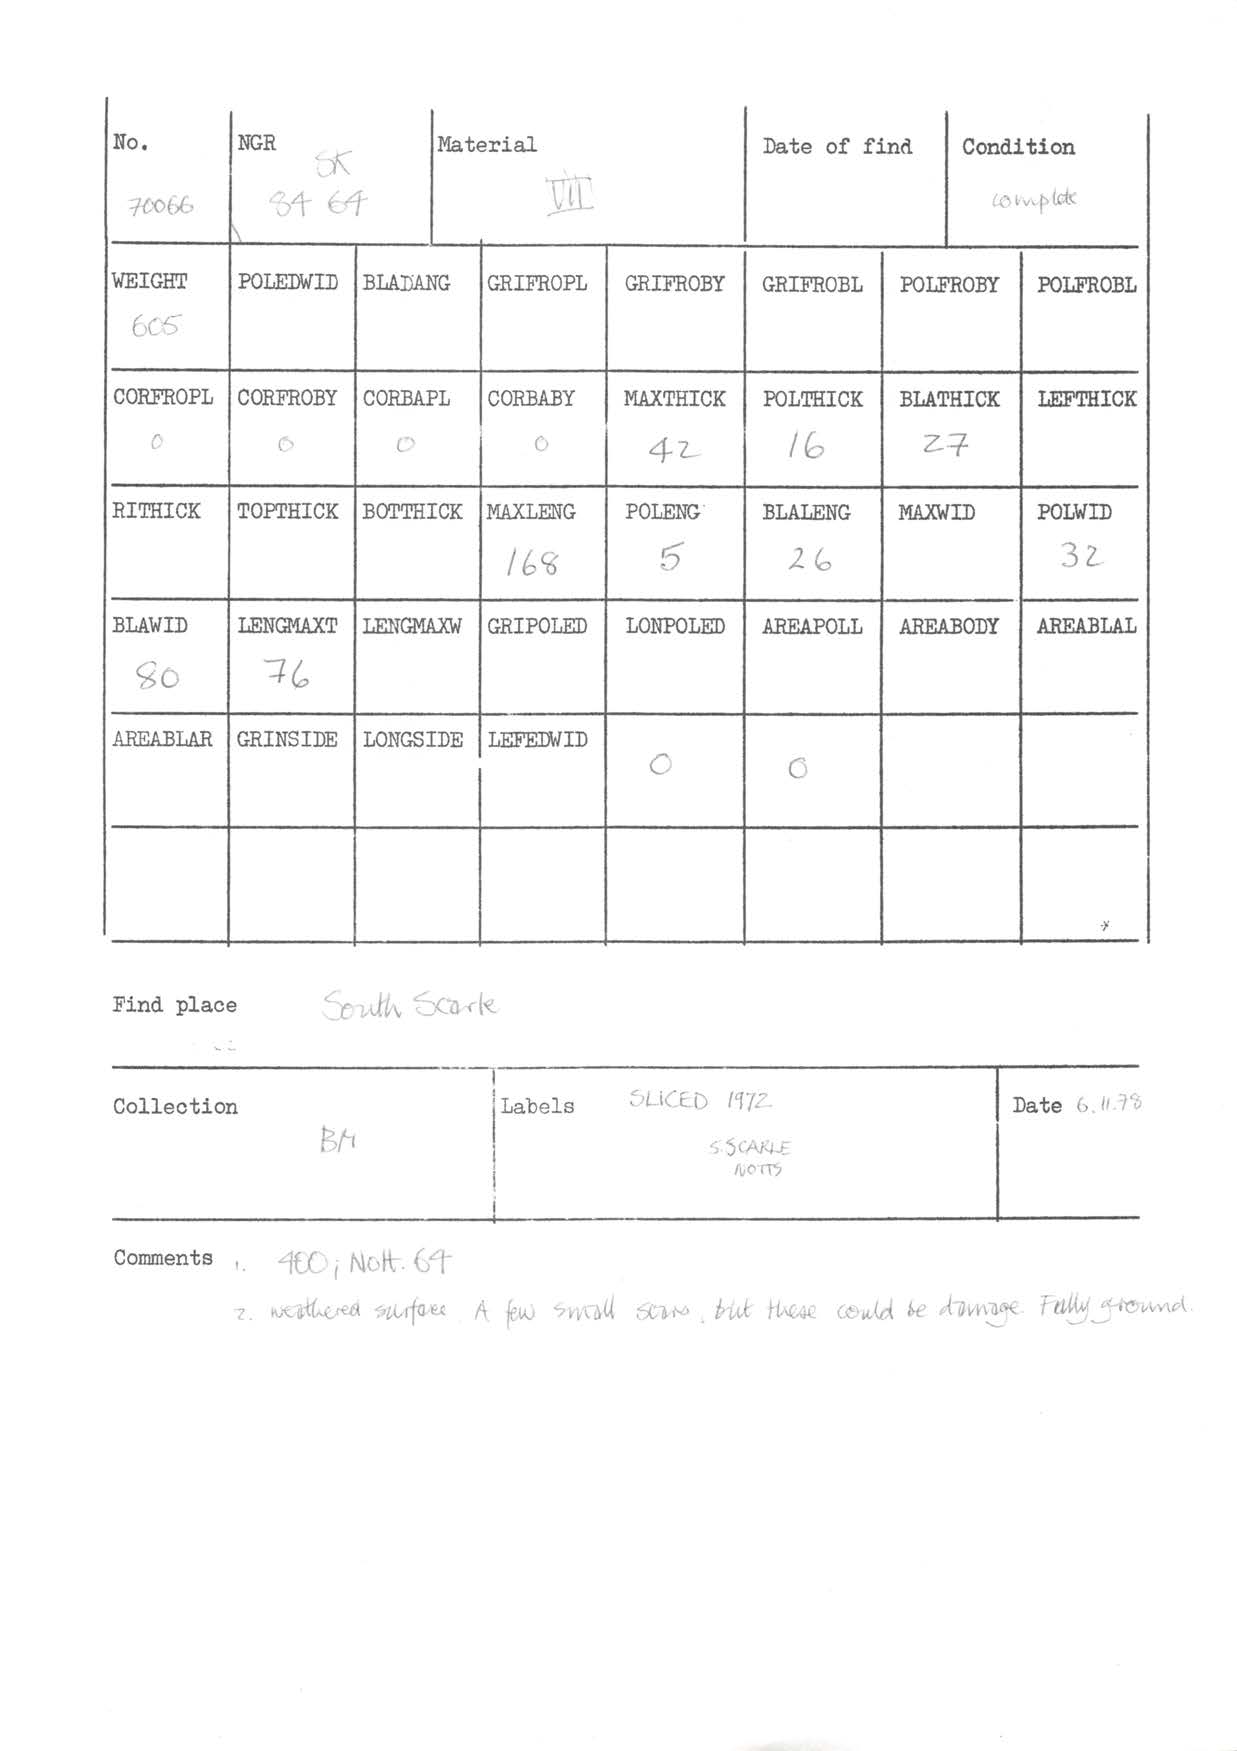 No. NGR Material Date of find Condition
SK
70066 84 64 VII complete
WEIGHT POLEDWID BLADANG GRIFROPL GRIFROBY GRIFROBL POLFROBY POLFROBL
605
CORFROPL CORFROBY CORBAPL CORBABY MAXTHICK POLTHICK BLATHICK LEFTHICK
0 0 0 0 42 16 27
RITHICK TOPTHICK BOTTHICK MAXLENG POLENG BLALENG MAXWID POLWID
168 5 26 32
BLAWID LENGMAXT LENGMAXW GRIPOLED LONPOLED AREAPOLL AREABODY AREABLAL
80 76
AREABLAR GRINSIDE LONGSIDE LEFEDWID
0 0
Find place South Scarle
Collection Labels SLICED 1972 Date 6.11.78
BM S.SCARLE
NOTTS
Comments 1. 400; Nott. 64
2. weathered surface. A few small scars, but these could be damage. Fully ground.